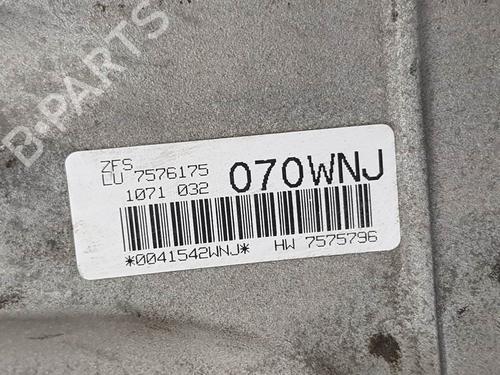 B-PARTS
ZFS
LU 7576175
1071 032
070WNJ
*0041542WNJ*
HW 7575796